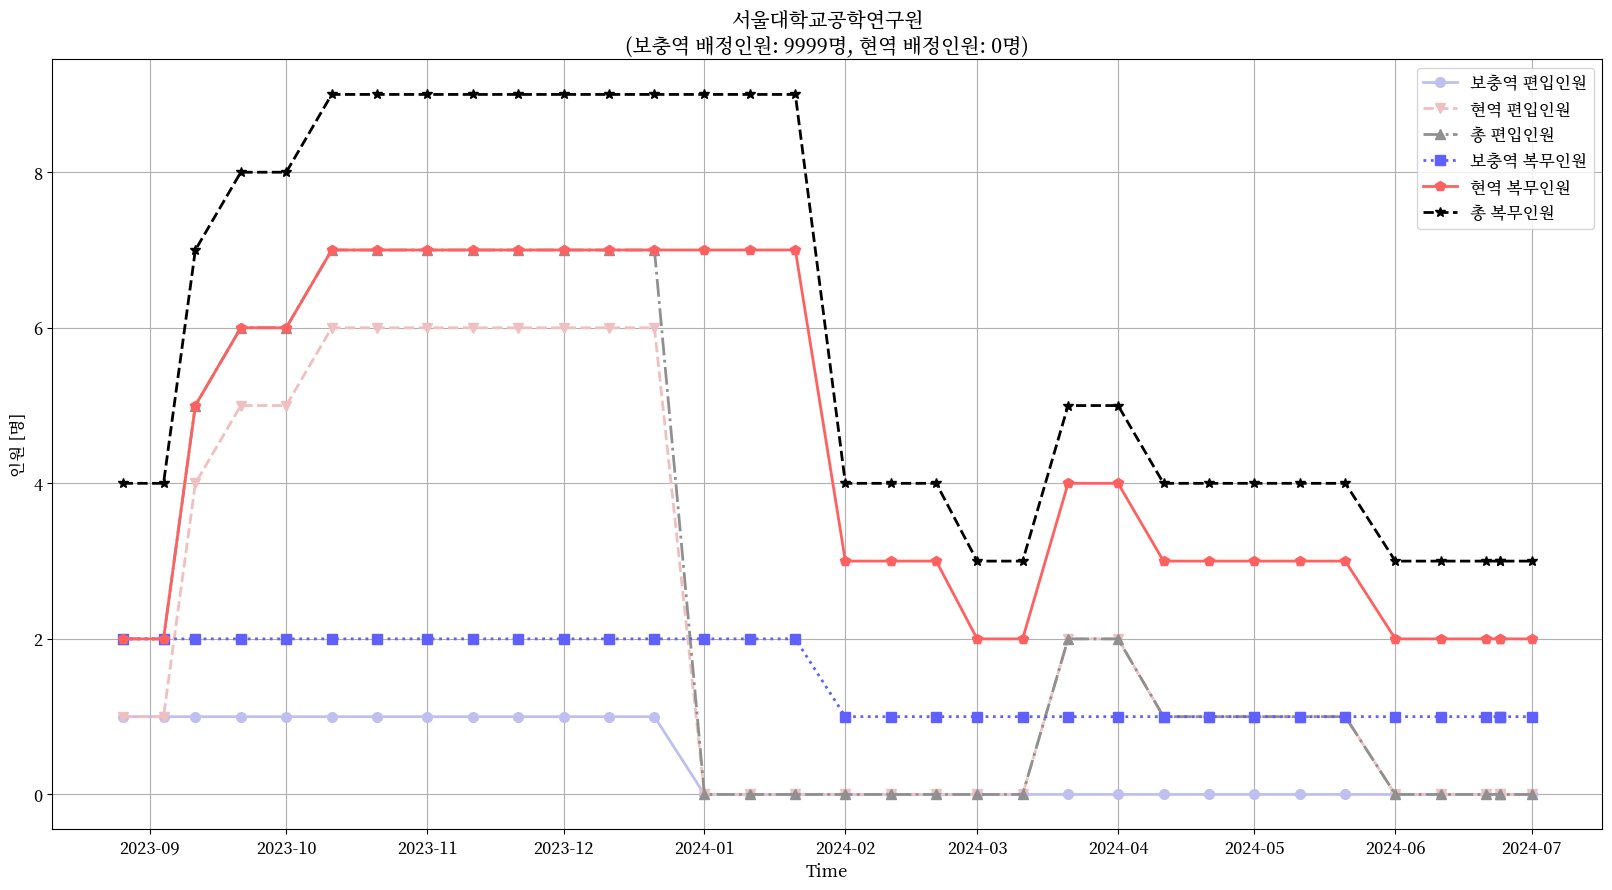 서울대학교공학연구원
(보충역 배정인원: 9999명, 현역 배정인원: 0명)
보충역 편입인원
현역 편입인원
총 편입인원
보충역 복무인원
현역 복무인원
총 복무인원
인원 [명]
8
6
4
2
0
2023-09 2023-10 2023-11 2023-12 2024-01 2024-02 2024-03 2024-04 2024-05 2024-06 2024-07
Time